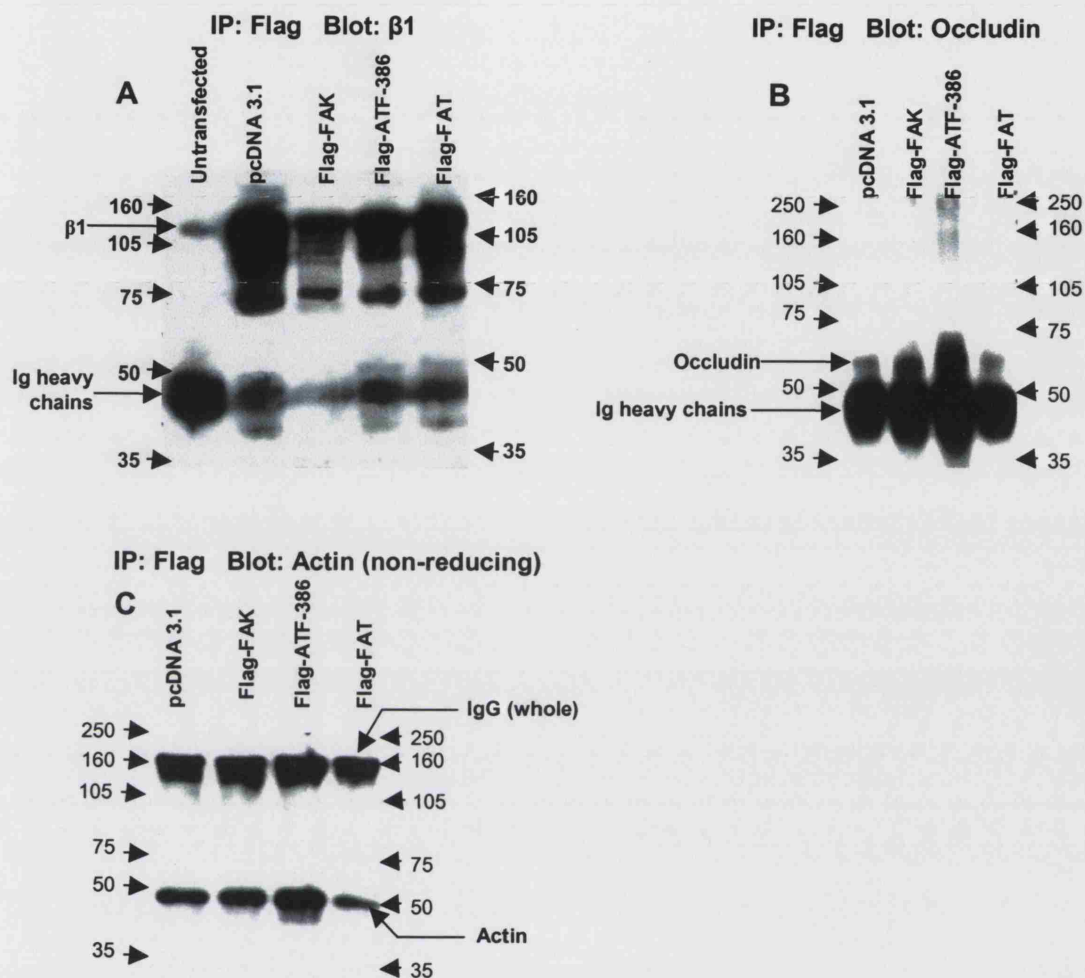 IP: Flag Blot: β1
A
Untransfected
pcDNA 3.1
Flag-FAK
Flag-ATF-386
Flag-FAT
160
β1
105
75
50
Ig heavy
chains
35
160
105
75
50
35
IP: Flag Blot: Occludin
B
pcDNA 3.1
Flag-FAK
Flag-ATF-386
Flag-FAT
250
160
105
75
Occludin
50
Ig heavy chains
35
250
160
105
75
50
35
IP: Flag Blot: Actin (non-reducing)
C
pcDNA 3.1
Flag-FAK
Flag-ATF-386
Flag-FAT
IgG (whole)
250
160
105
75
50
35
250
160
105
75
50
Actin
35